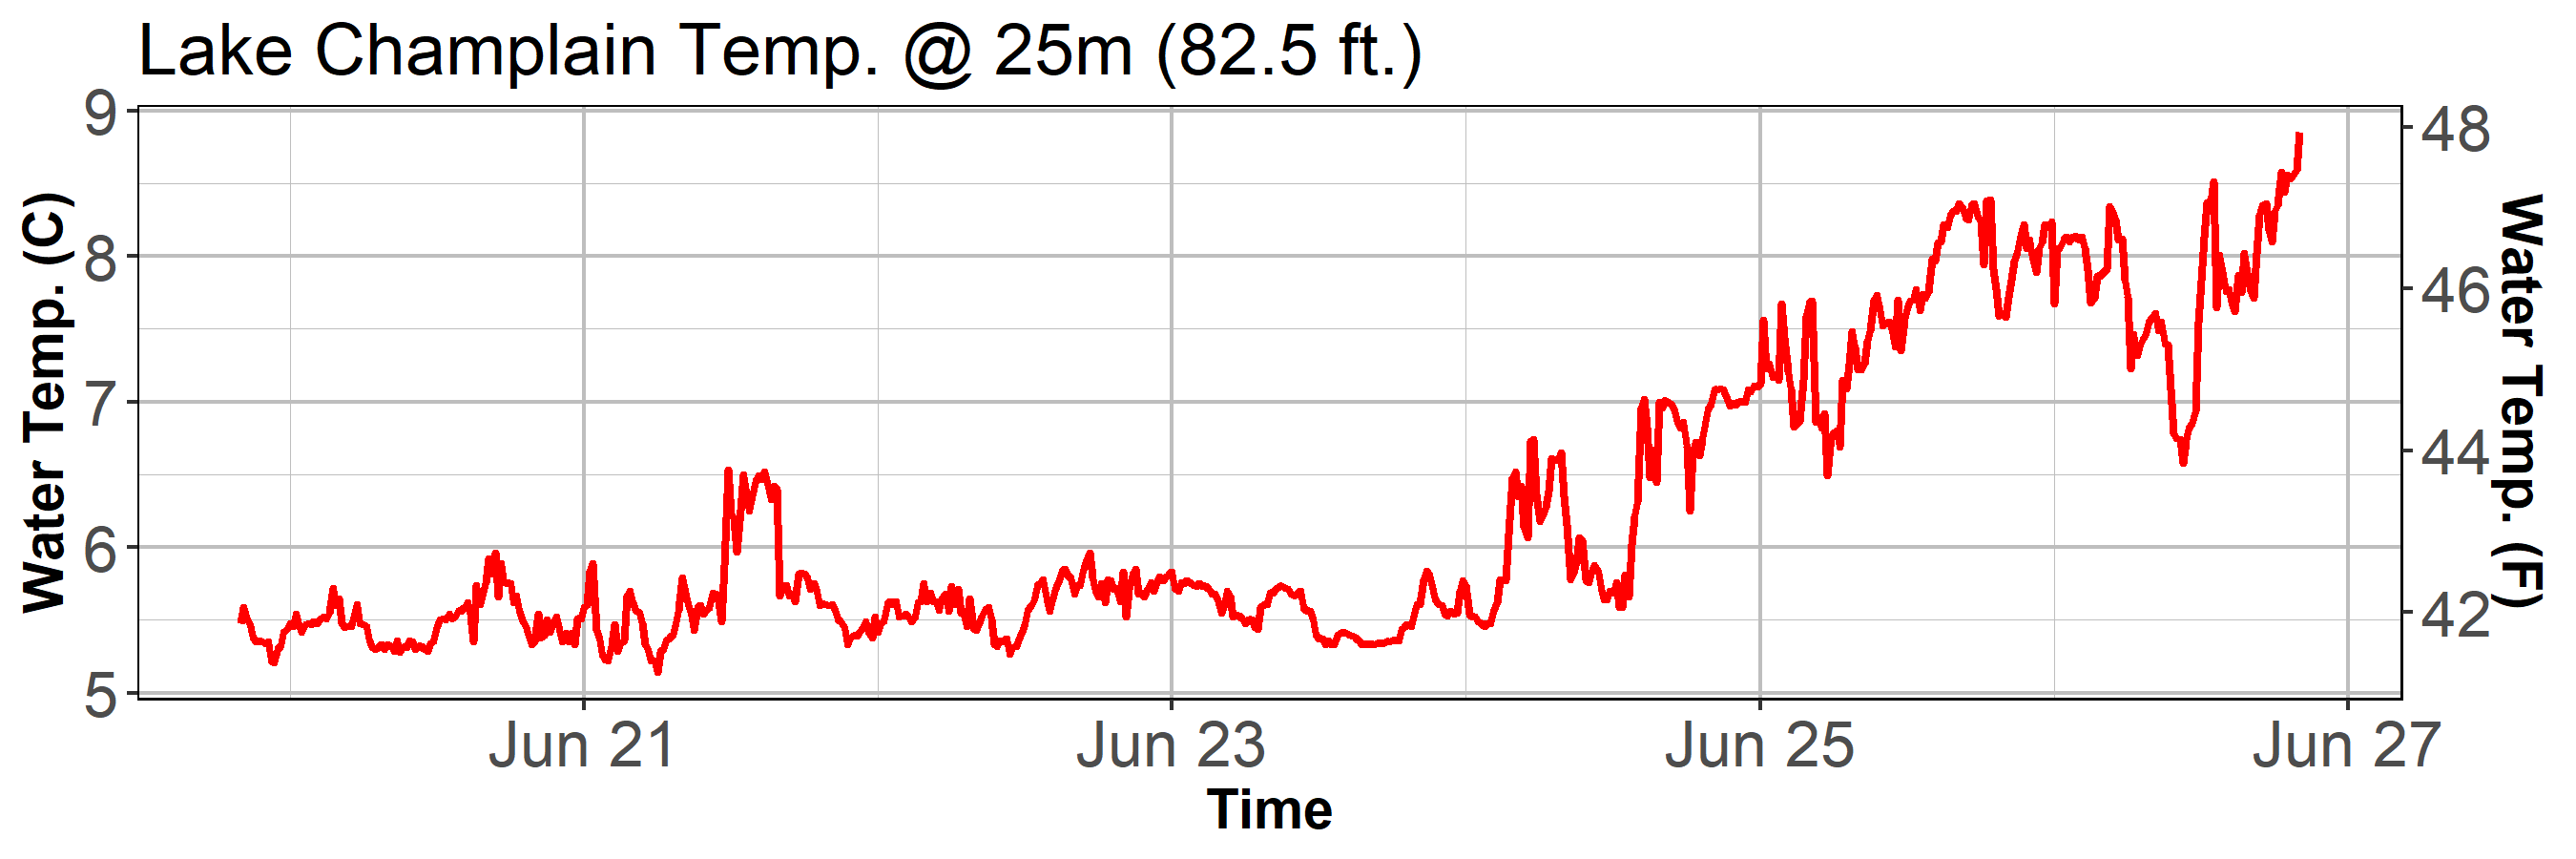 Lake Champlain Temp. @ 25m (82.5 ft.)
9
8
7
6
5
Water Temp. (C)
48
46
44
42
Water Temp. (F)
Jun 21 Jun 23 Jun 25 Jun 27
Time